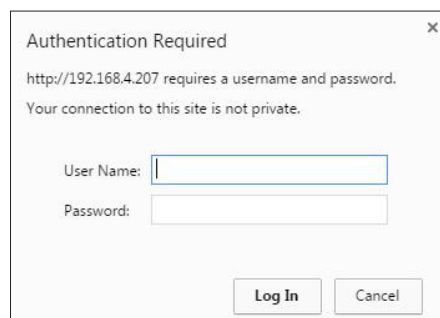 ×
Authentication Required
http://192.168.4.207 requires a username and password.
Your connection to this site is not private.
User Name:
Password:
Log In Cancel